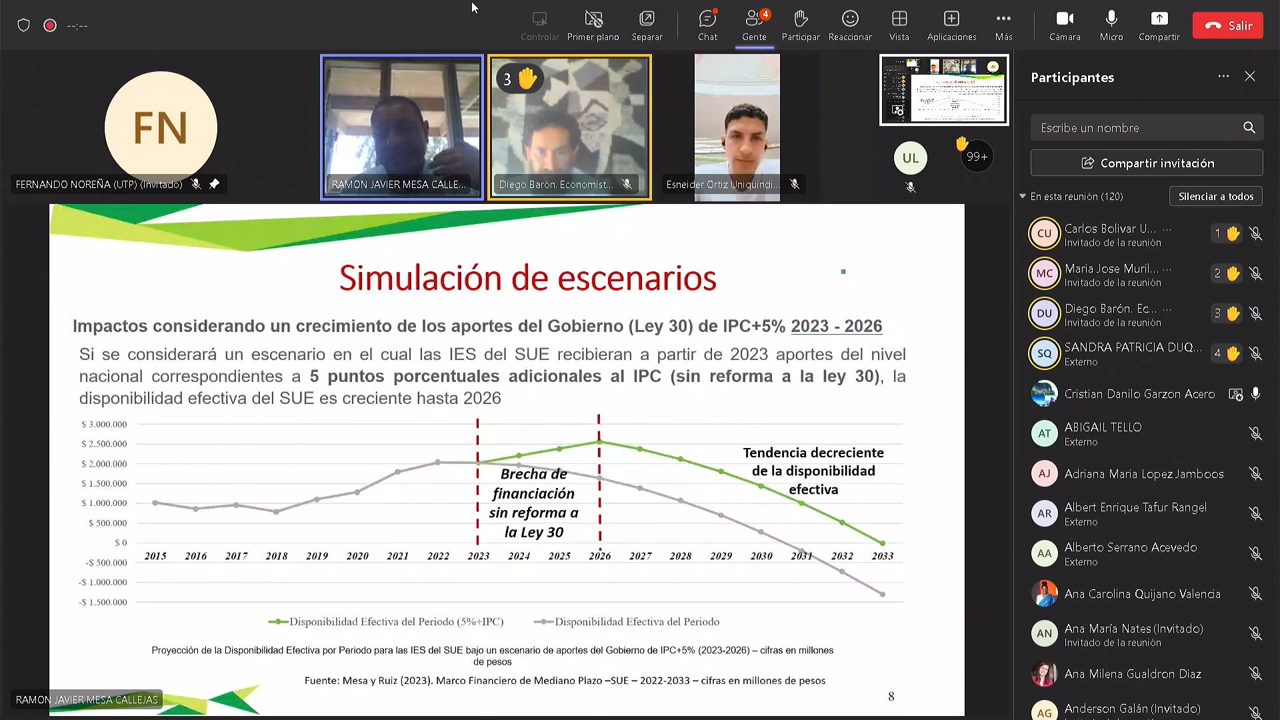 --:--
Controlar
Primer plano
Separar
Chat
4
Gente
Participar
Reaccionar
Vista
Aplicaciones
Más
Cámara
Micro
Compartir
Salir
FN
FERNANDO NOREÑA (UTP) (Invitado)
RAMON JAVIER MESA CALLE...
3
Diego Barón. Economist...
Esneider Ortiz Uniquindi...
UL
99+
Simulación de escenarios
Impactos considerando un crecimiento de los aportes del Gobierno (Ley 30) de IPC+5% 2023 - 2026
Si se considerará un escenario en el cual las IES del SUE recibieran a partir de 2023 aportes del nivel
nacional correspondientes a 5 puntos porcentuales adicionales al IPC (sin reforma a la ley 30), la
disponibilidad efectiva del SUE es creciente hasta 2026
$ 3.000.000
$ 2.500.000
$ 2.000.000
$ 1.500.000
$ 1.000.000
$ 500.000
$ 0
-$ 500.000
-$ 1.000.000
-$ 1.500.000
Brecha de
financiación
sin reforma a
la Ley 30
Tendencia decreciente
de la disponibilidad
efectiva
2015 2016 2017 2018 2019 2020 2021 2022 2023 2024 2025 2026 2027 2028 2029 2030 2031 2032 2033
Disponibilidad Efectiva del Periodo (5%+IPC) Disponibilidad Efectiva del Periodo
Proyección de la Disponibilidad Efectiva por Periodo para las IES del SUE bajo un escenario de aportes del Gobierno de IPC+5% (2023-2026) – cifras en millones
de pesos
Fuente: Mesa y Ruiz (2023). Marco Financiero de Mediano Plazo –SUE – 2022-2033 – cifras en millones de pesos
8
RAMON JAVIER MESA CALLEJAS
Participantes
Escribe un nombre
Compartir invitación
En esta reunión (120)
Silenciar a todos
CU
Carlos Bolivar U... ...
Invitado de la reunión
1
MC
Maria Jose Muril... ...
Invitado de la reunión
2
DU
Diego Barón. Ec... ...
Invitado de la reunión
3
SQ
SANDRA PATRICIA DUQ...
Externo
4
Cristian Danilo Garzon Acero
AT
ABIGAIL TELLO
Externo
AJ
Adriana Maria Lopez Jamboos
AR
Albert Enrique Tafur Rangel
Externo
AA
Alberto Serrano Acevedo
Externo
Ana Carolina Quijano Valencia
AN
Ana María Nates (Invitado)
Externo
Ana Milena Guildron Diaz
Externo
AG
Anderson Galán (Invitado)
Externo